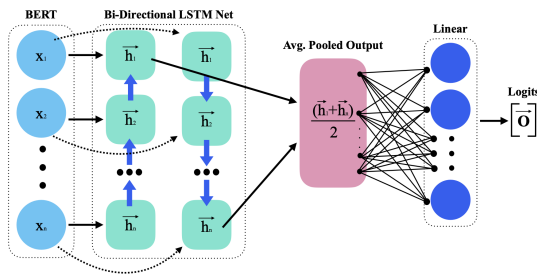 BERT
Bi-Directional LSTM Net
Linear
Avg. Pooled Output
Logits
x₁
h₁
h₁
x₂
h₂
h₂
(h₁+hₙ)
2
O
xₙ
hₙ
hₙ